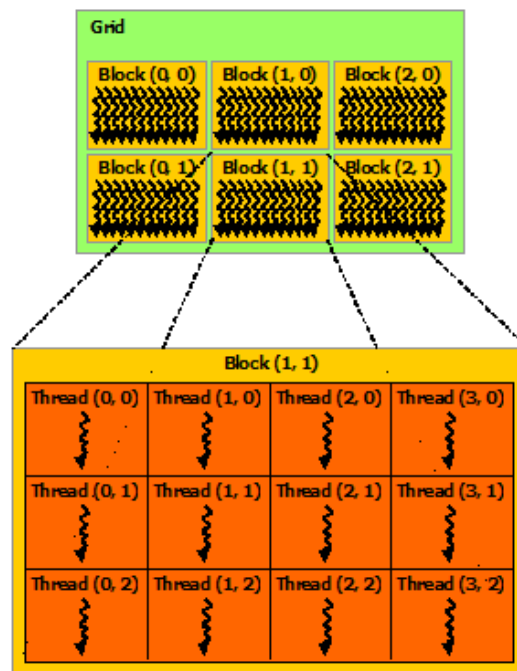 Grid
Block (0, 0) Block (1, 0) Block (2, 0)
Block (0, 1) Block (1, 1) Block (2, 1)
Block (1, 1)
Thread (0, 0) Thread (1, 0) Thread (2, 0) Thread (3, 0)
Thread (0, 1) Thread (1, 1) Thread (2, 1) Thread (3, 1)
Thread (0, 2) Thread (1, 2) Thread (2, 2) Thread (3, 2)